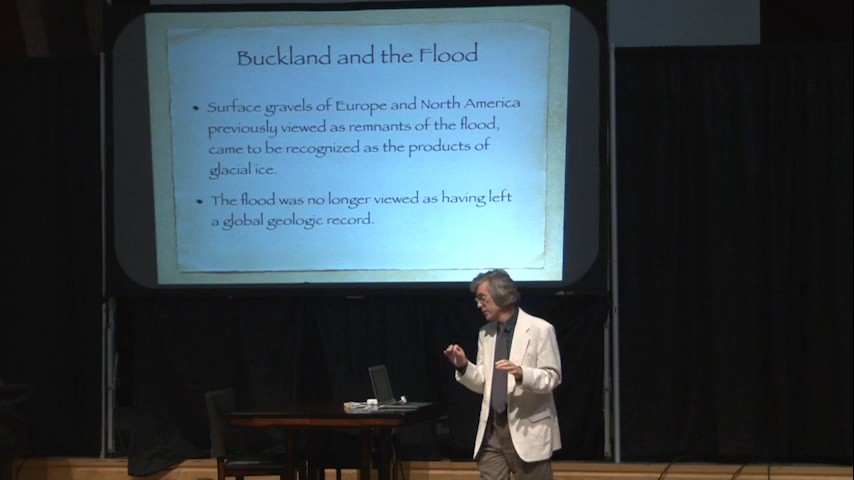 Buckland and the Flood
• Surface gravels of Europe and North America
previously viewed as remnants of the flood,
came to be recognized as the products of
glacial ice.
• The flood was no longer viewed as having left
a global geologic record.